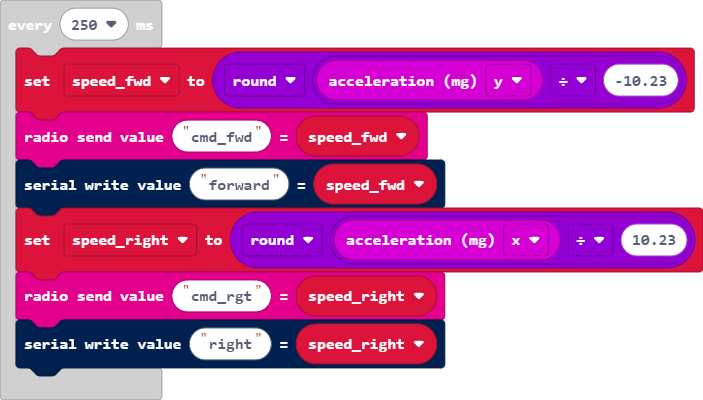 every 250 ms
set speed_fwd to round acceleration (mg) y ÷ -10.23
radio send value "cmd_fwd" = speed_fwd
serial write value "forward" = speed_fwd
set speed_right to round acceleration (mg) x ÷ 10.23
radio send value "cmd_rgt" = speed_right
serial write value "right" = speed_right